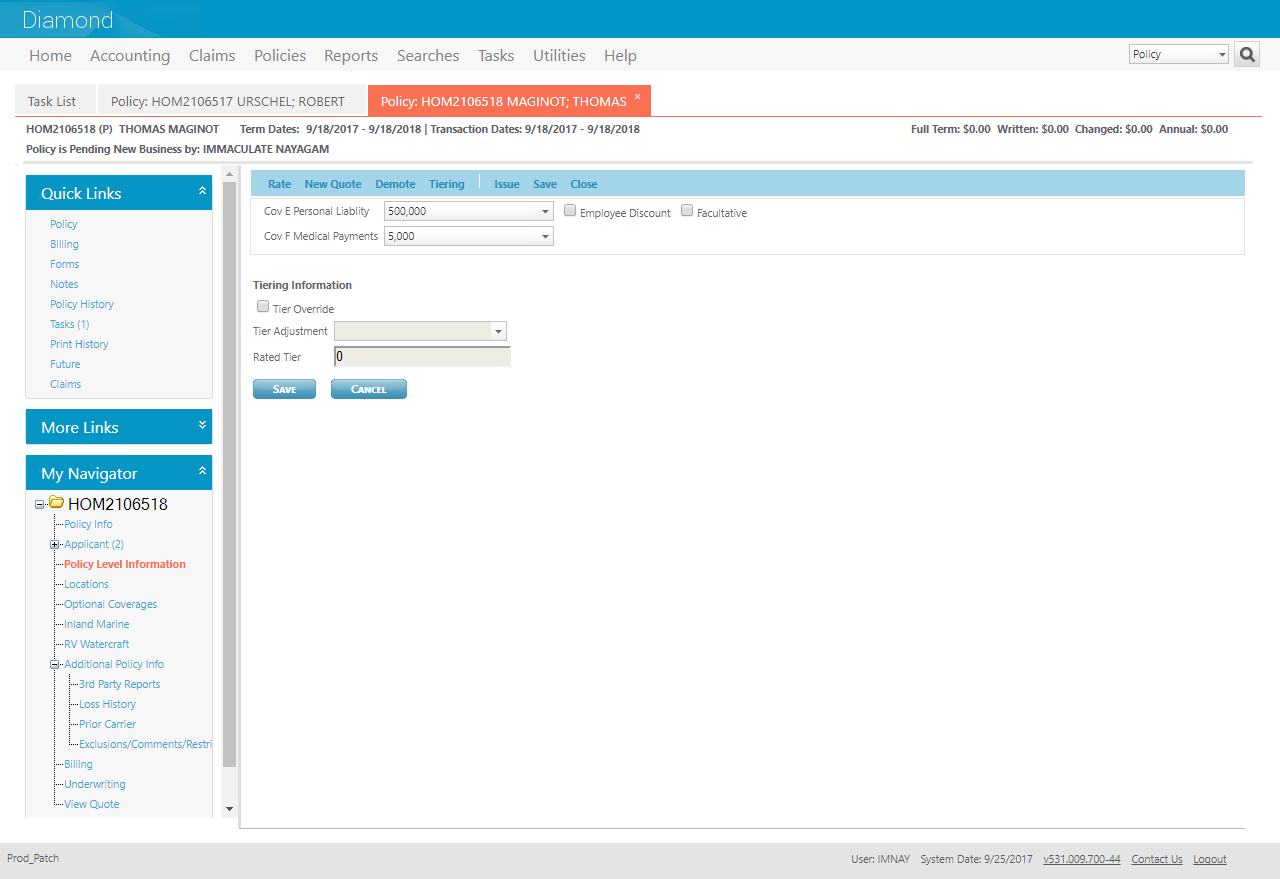 Diamond
Home Accounting Claims Policies Reports Searches Tasks Utilities Help Policy
Task List Policy: HOM2106517 URSCHEL; ROBERT Policy: HOM2106518 MAGINOT; THOMAS x
HOM2106518 (P) THOMAS MAGINOT Term Dates: 9/18/2017 - 9/18/2018 | Transaction Dates: 9/18/2017 - 9/18/2018 Full Term: $0.00 Written: $0.00 Changed: $0.00 Annual: $0.00
Policy is Pending New Business by: IMMACULATE NAYAGAM
Quick Links
Policy
Billing
Forms
Notes
Policy History
Tasks (1)
Print History
Future
Claims
More Links
My Navigator
HOM2106518
Policy Info
Applicant (2)
Policy Level Information
Locations
Optional Coverages
Inland Marine
RV Watercraft
Additional Policy Info
3rd Party Reports
Loss History
Prior Carrier
Exclusions/Comments/Restri
Billing
Underwriting
View Quote
Rate New Quote Demote Tiering Issue Save Close
Cov E Personal Liablity 500,000 Employee Discount Facultative
Cov F Medical Payments 5,000
Tiering Information
Tier Override
Tier Adjustment
Rated Tier 0
SAVE CANCEL
Prod_Patch User: IMNAY System Date: 9/25/2017 v531.009.700-44 Contact Us Logout